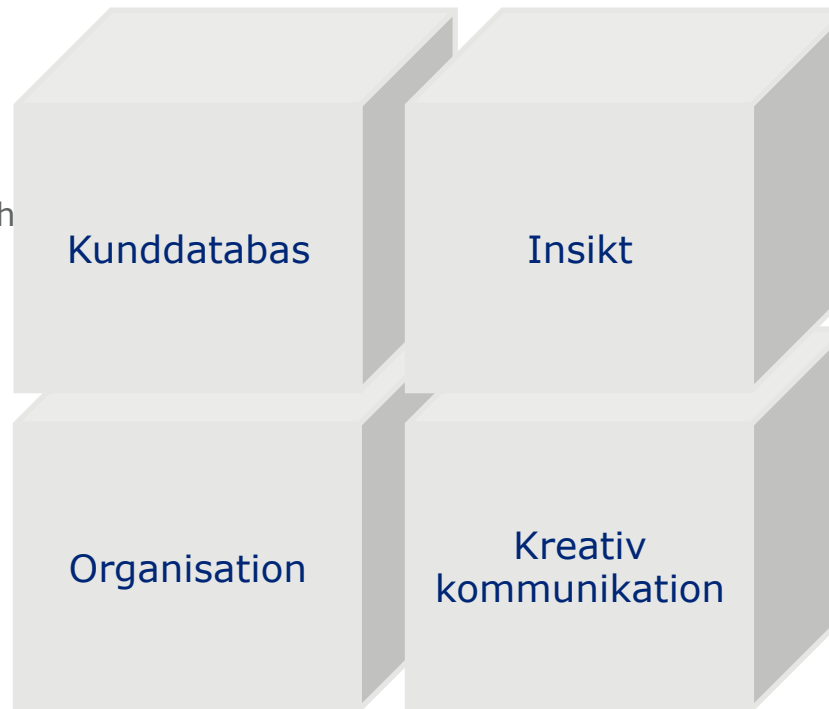 h
Kunddatabas
Insikt
Organisation
Kreativ
kommunikation